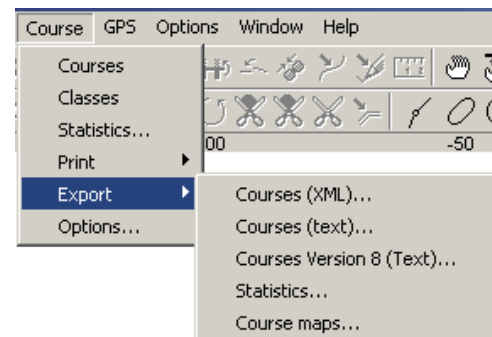 Course GPS Options Window Help
Courses
Classes
Statistics...
00 -50
Print
Export
Options...
Courses (XML)...
Courses (text)...
Courses Version 8 (Text)...
Statistics...
Course maps...